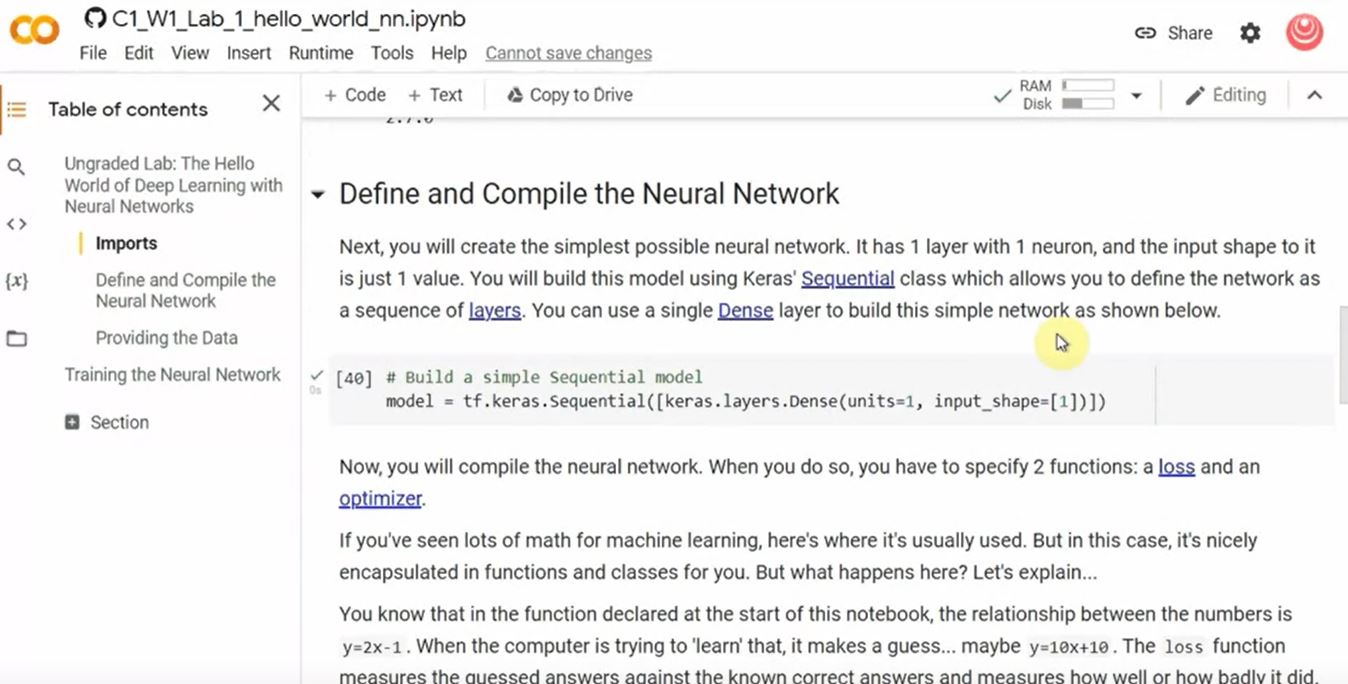 C1_W1_Lab_1_hello_world_nn.ipynb
File Edit View Insert Runtime Tools Help Cannot save changes
Share
Table of contents
+ Code + Text Copy to Drive
RAM
Disk
Editing
Ungraded Lab: The Hello
World of Deep Learning with
Neural Networks
Imports
Define and Compile the
Neural Network
Providing the Data
Training the Neural Network
Section
Define and Compile the Neural Network
Next, you will create the simplest possible neural network. It has 1 layer with 1 neuron, and the input shape to it
is just 1 value. You will build this model using Keras' Sequential class which allows you to define the network as
a sequence of layers. You can use a single Dense layer to build this simple network as shown below.
0s
[40] # Build a simple Sequential model
model = tf.keras.Sequential([keras.layers.Dense(units=1, input_shape=[1])])
Now, you will compile the neural network. When you do so, you have to specify 2 functions: a loss and an
optimizer.
If you've seen lots of math for machine learning, here's where it's usually used. But in this case, it's nicely
encapsulated in functions and classes for you. But what happens here? Let's explain...
You know that in the function declared at the start of this notebook, the relationship between the numbers is
y=2x-1. When the computer is trying to 'learn' that, it makes a guess... maybe y=10x+10. The loss function
measures the guessed answers against the known correct answers and measures how well or how badly it did.